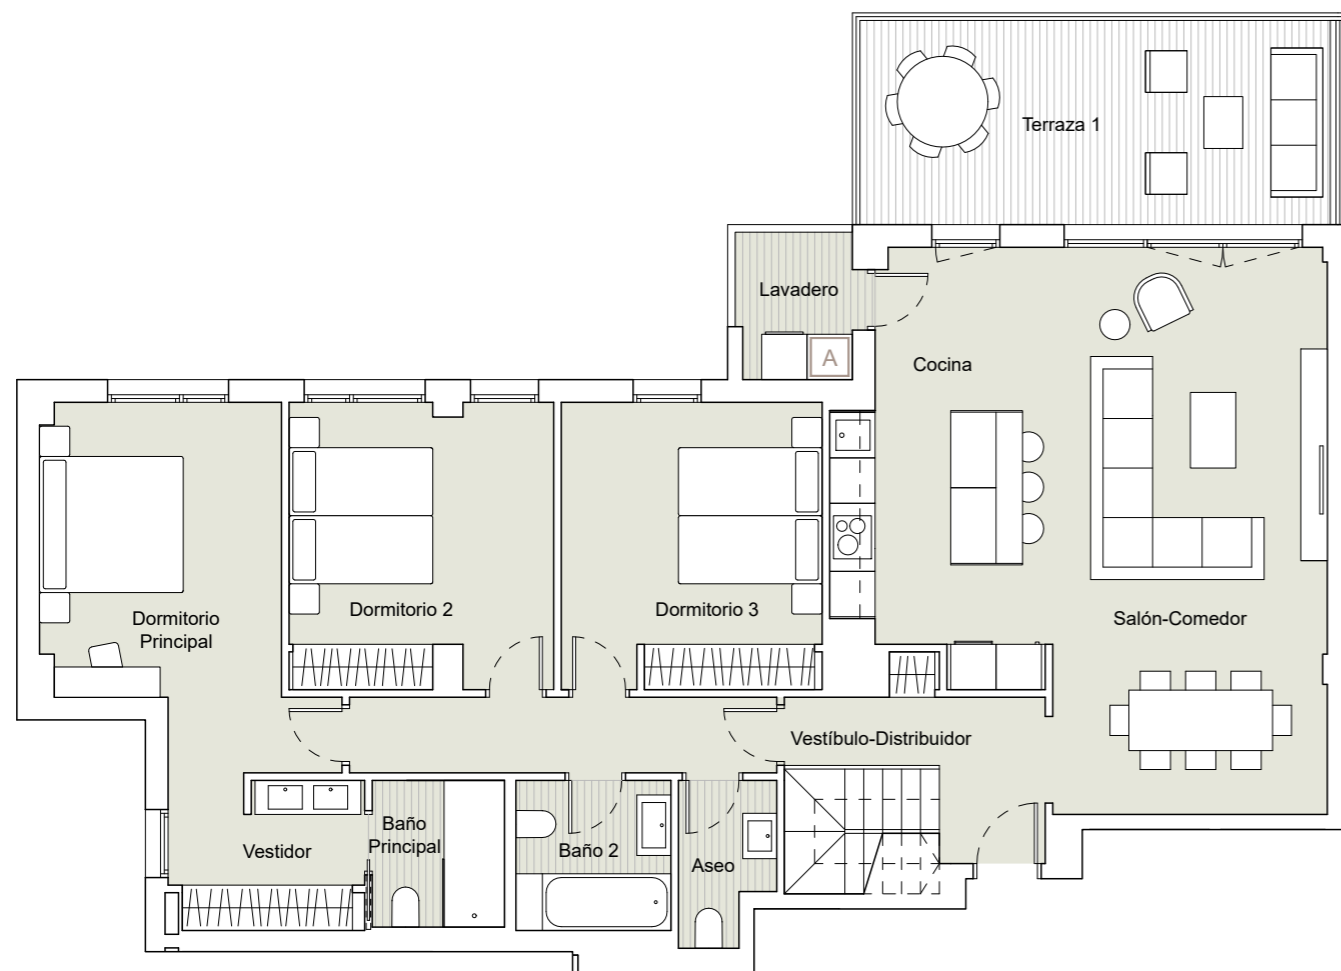 Terraza 1
Lavadero
A
Cocina
Dormitorio
Principal
Dormitorio 2
Dormitorio 3
Salón-Comedor
Vestíbulo-Distribuidor
Vestidor
Baño
Principal
Baño 2
Aseo